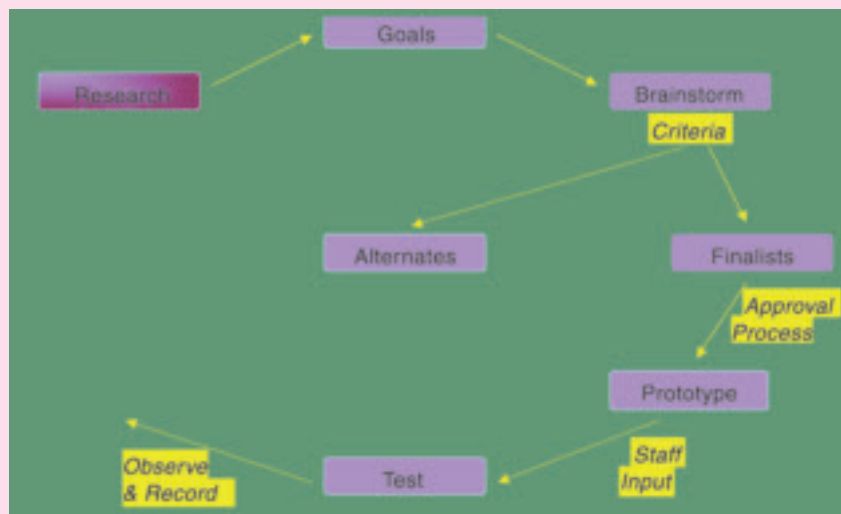 Goals
Research
Brainstorm
Criteria
Alternates
Finalists
Approval
Process
Prototype
Staff
Input
Test
Observe
& Record